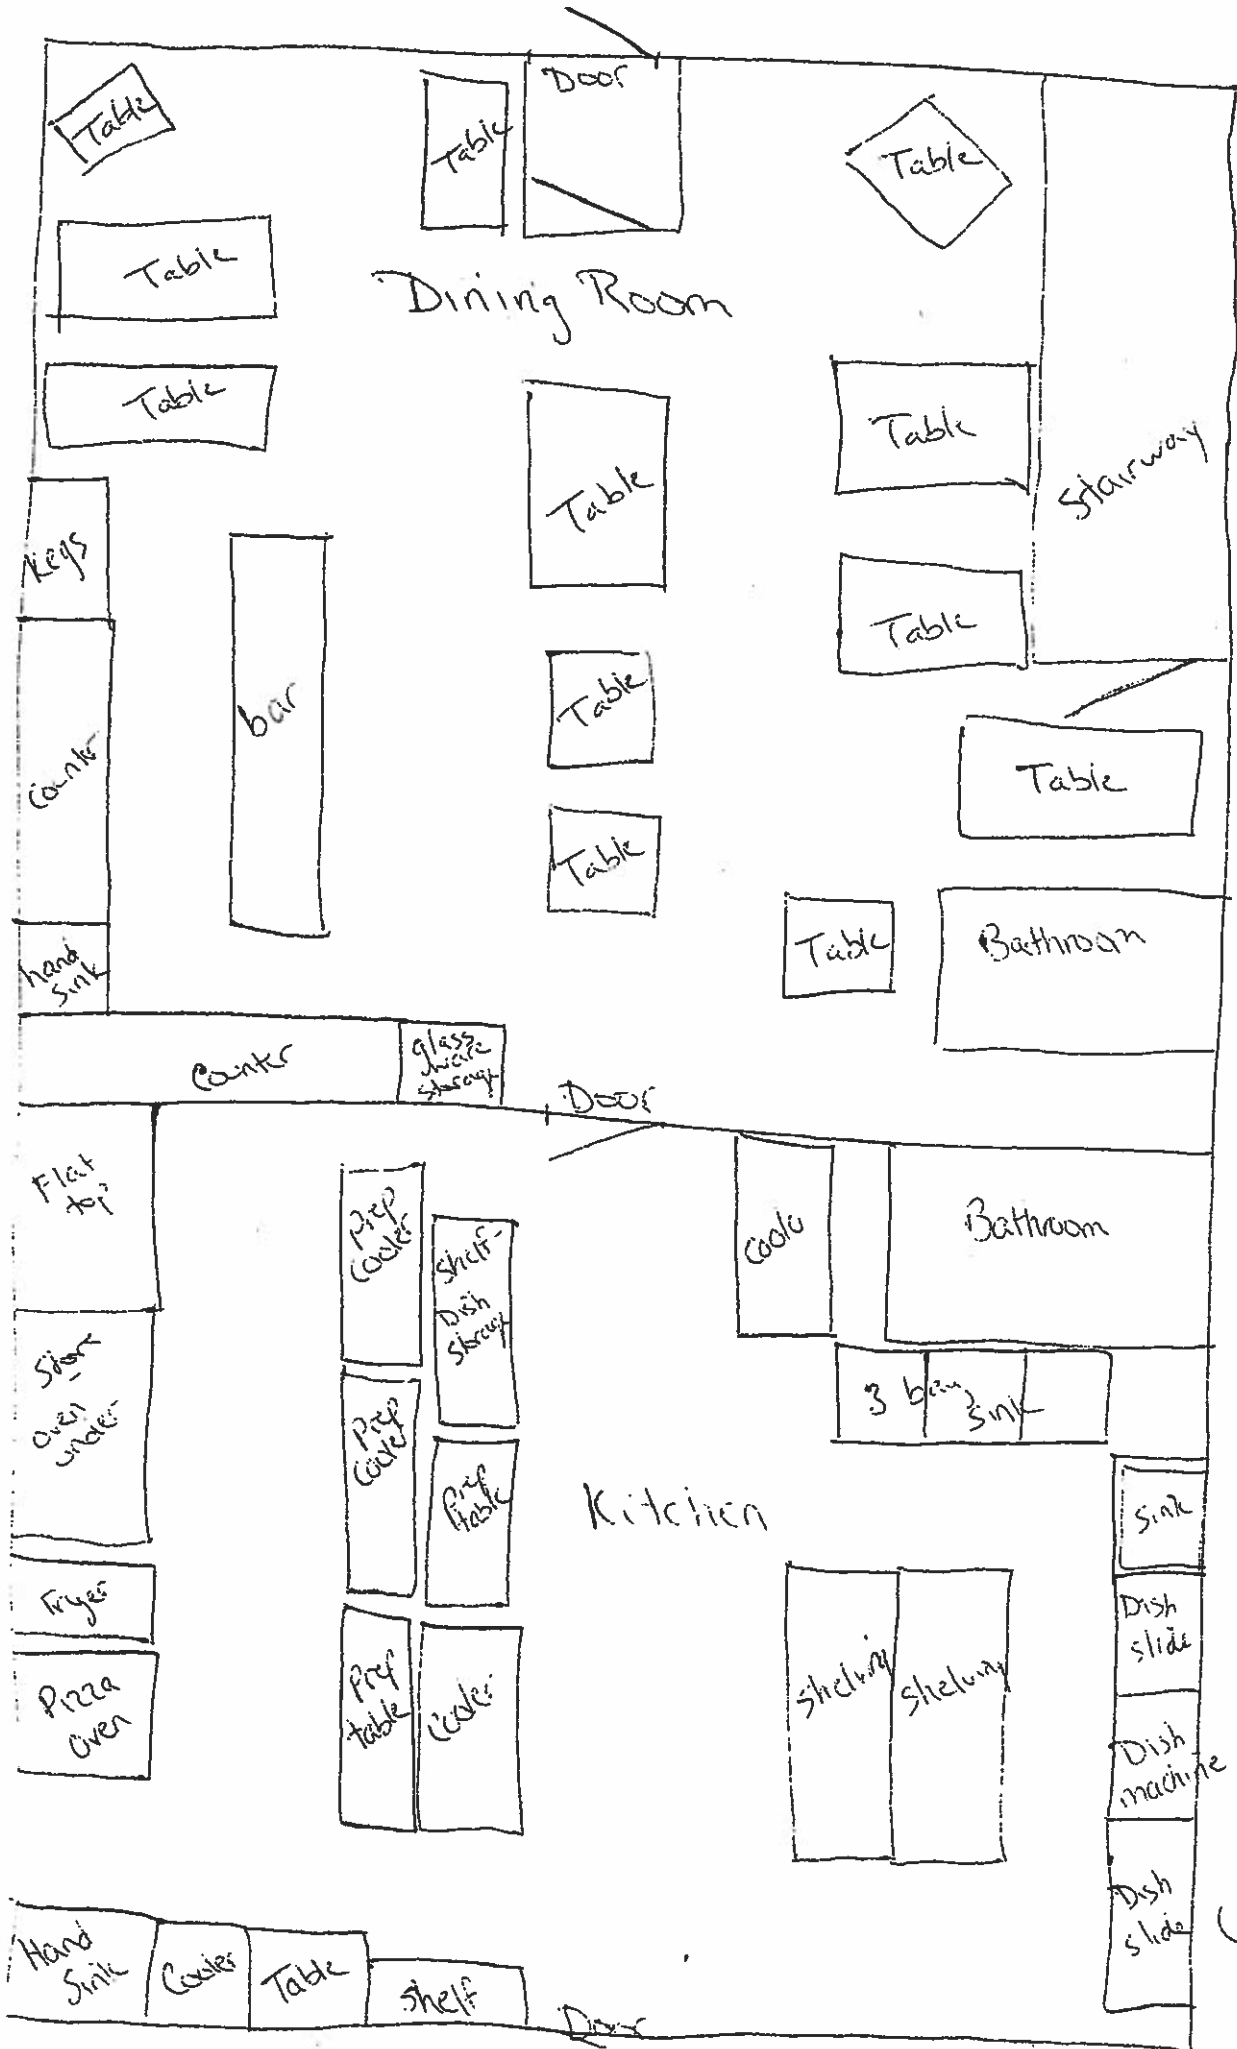 Door
Table
Table
Table
Table
Dining Room
Table
Table
Table
Stairway
Table
kegs
Table
bar
Table
Counter
Table
Table
Table
Bathroom
hand
sink
Counter
glass
ware
storage
Door
Flat
top
Prep
cooler
Shelf-
Dish
storage
Coolr
Bathroom
Stove
oven
under
Prep
cooler
3 bay
sink
Prep
table
Kitchen
Sink
Fryer
Dish
slide
Pizza
oven
Prep
table
Cooler
Shelving
Shelving
Dish
machine
Dish
slide
Hand
Sink
Cooler
Table
Shelf
Door